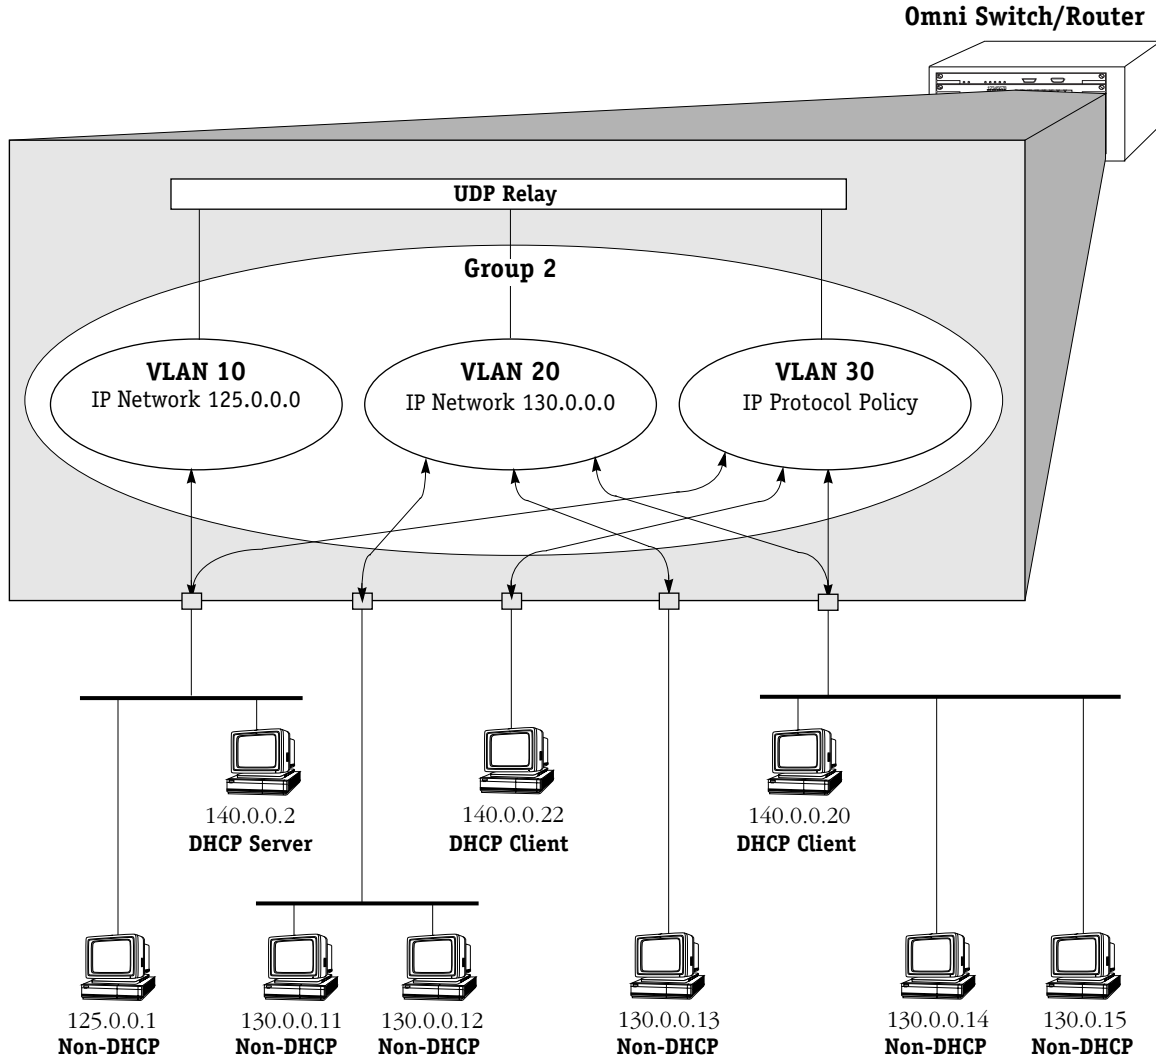 Omni Switch/Router
UDP Relay
Group 2
VLAN 10
IP Network 125.0.0.0
VLAN 20
IP Network 130.0.0.0
VLAN 30
IP Protocol Policy
140.0.0.2
DHCP Server
140.0.0.22
DHCP Client
140.0.0.20
DHCP Client
125.0.0.1
Non-DHCP
130.0.0.11
Non-DHCP
130.0.0.12
Non-DHCP
130.0.0.13
Non-DHCP
130.0.0.14
Non-DHCP
130.0.15
Non-DHCP